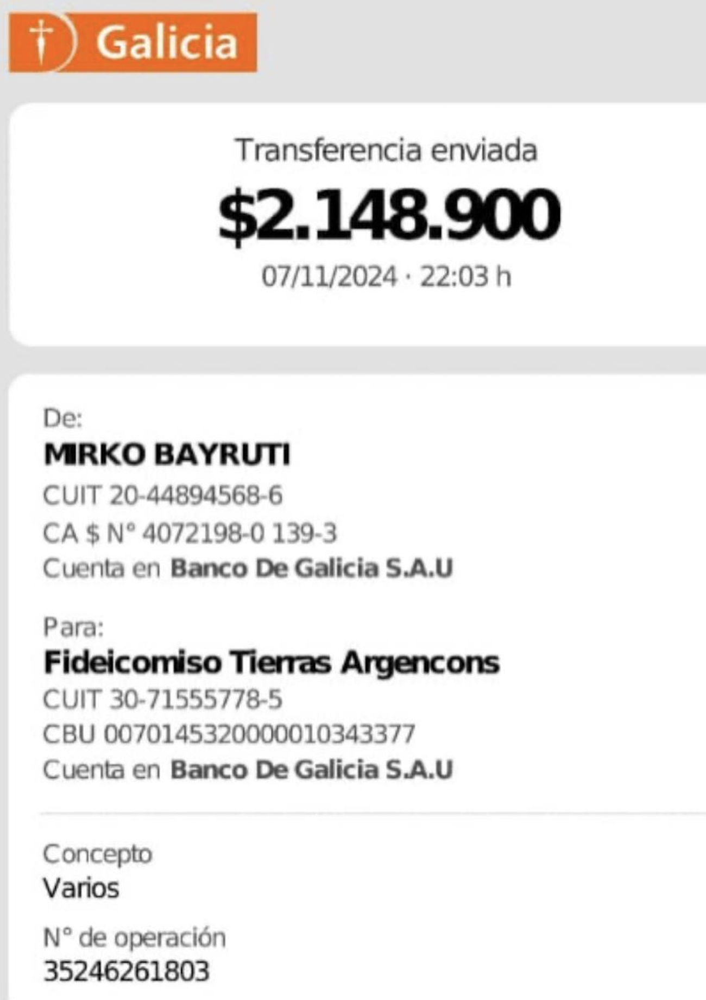 Galicia
Transferencia enviada
$2.148.900
07/11/2024 · 22:03 h
De:
MIRKO BAYRUTI
CUIT 20-44894568-6
CA $ N° 4072198-0 139-3
Cuenta en Banco De Galicia S.A.U
Para:
Fideicomiso Tierras Argencons
CUIT 30-71555778-5
CBU 0070145320000010343377
Cuenta en Banco De Galicia S.A.U
Concepto
Varios
N° de operación
35246261803